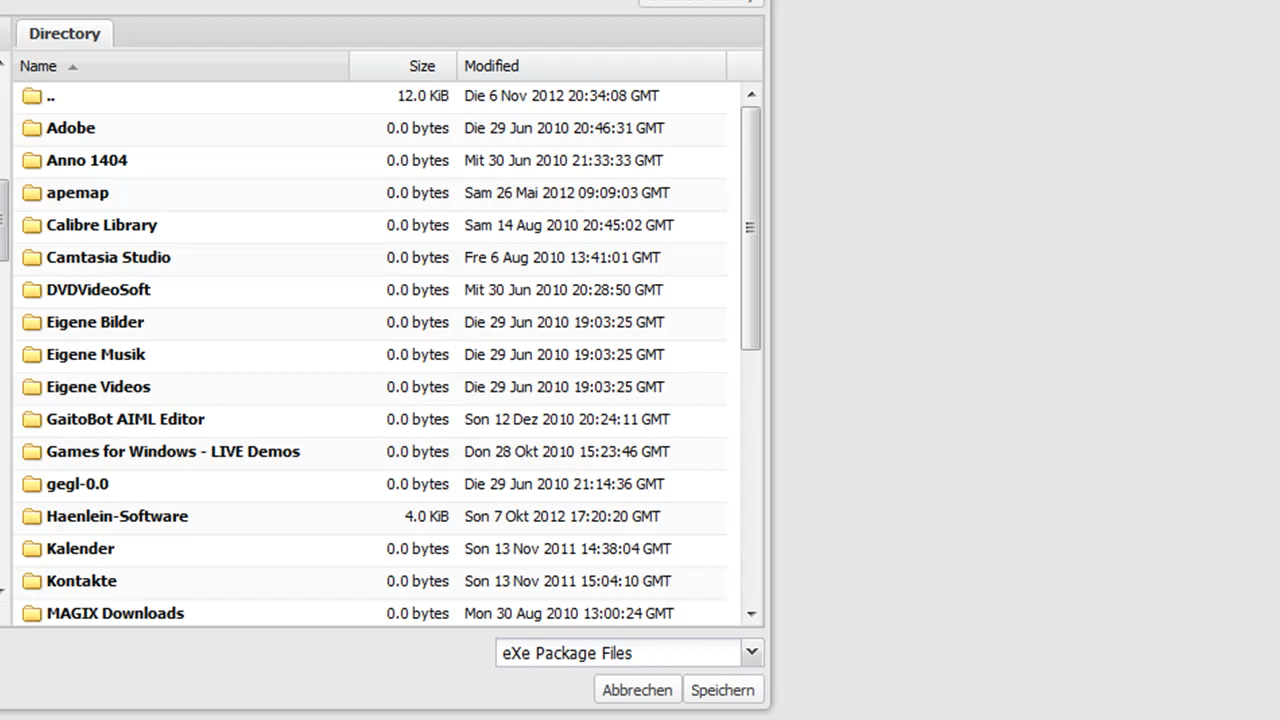 Directory
Name Size Modified
.. 12.0 KiB Die 6 Nov 2012 20:34:08 GMT
Adobe 0.0 bytes Die 29 Jun 2010 20:46:31 GMT
Anno 1404 0.0 bytes Mit 30 Jun 2010 21:33:33 GMT
apemap 0.0 bytes Sam 26 Mai 2012 09:09:03 GMT
Calibre Library 0.0 bytes Sam 14 Aug 2010 20:45:02 GMT
Camtasia Studio 0.0 bytes Fre 6 Aug 2010 13:41:01 GMT
DVDVideoSoft 0.0 bytes Mit 30 Jun 2010 20:28:50 GMT
Eigene Bilder 0.0 bytes Die 29 Jun 2010 19:03:25 GMT
Eigene Musik 0.0 bytes Die 29 Jun 2010 19:03:25 GMT
Eigene Videos 0.0 bytes Die 29 Jun 2010 19:03:25 GMT
GaitoBot AIML Editor 0.0 bytes Son 12 Dez 2010 20:24:11 GMT
Games for Windows - LIVE Demos 0.0 bytes Don 28 Okt 2010 15:23:46 GMT
gegl-0.0 0.0 bytes Die 29 Jun 2010 21:14:36 GMT
Haenlein-Software 4.0 KiB Son 7 Okt 2012 17:20:20 GMT
Kalender 0.0 bytes Son 13 Nov 2011 14:38:04 GMT
Kontakte 0.0 bytes Son 13 Nov 2011 15:04:10 GMT
MAGIX Downloads 0.0 bytes Mon 30 Aug 2010 13:00:24 GMT
eXe Package Files
Abbrechen Speichern